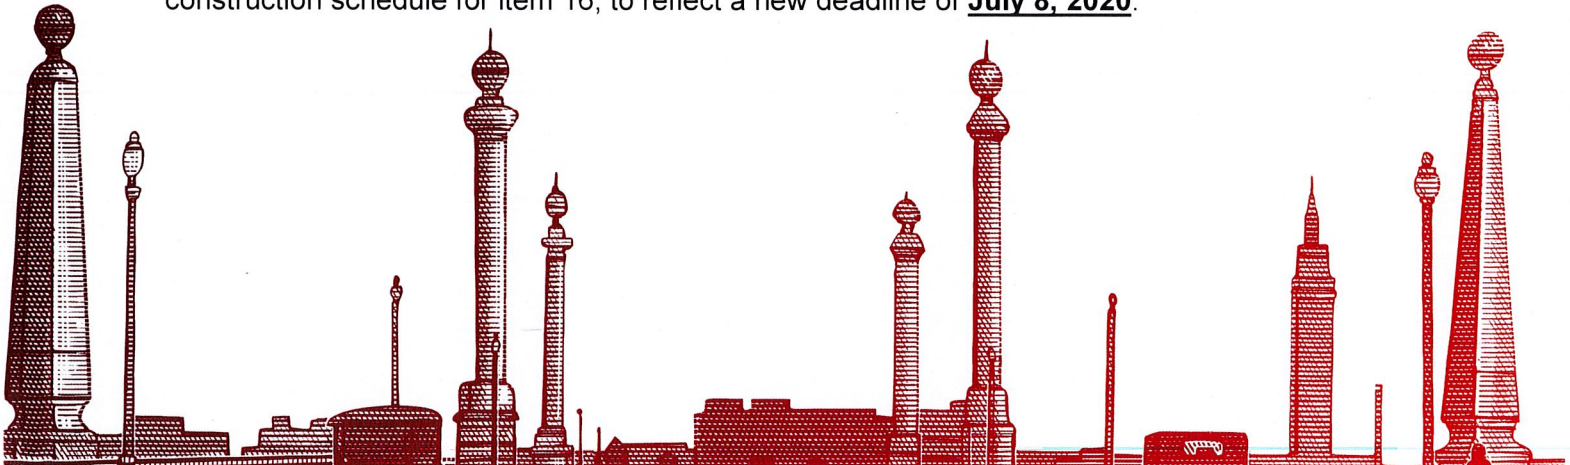 construction schedule for item 16, to reflect a new deadline of July 8, 2020.